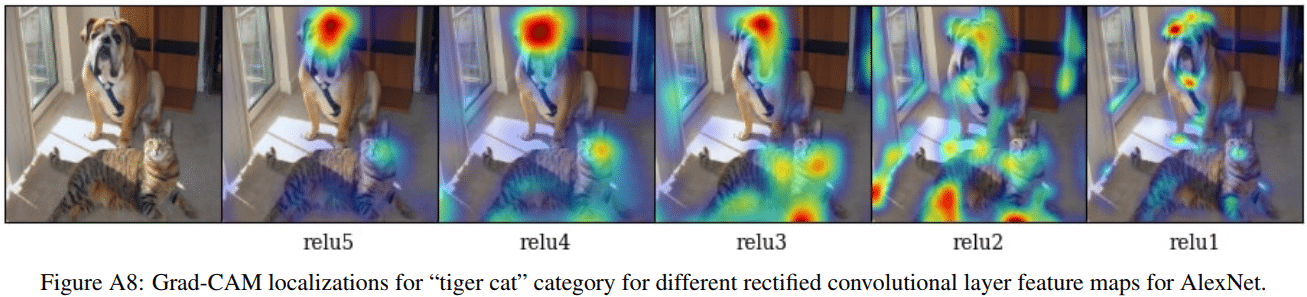 relu5 relu4 relu3 relu2 relu1
Figure A8: Grad-CAM localizations for “tiger cat” category for different rectified convolutional layer feature maps for AlexNet.